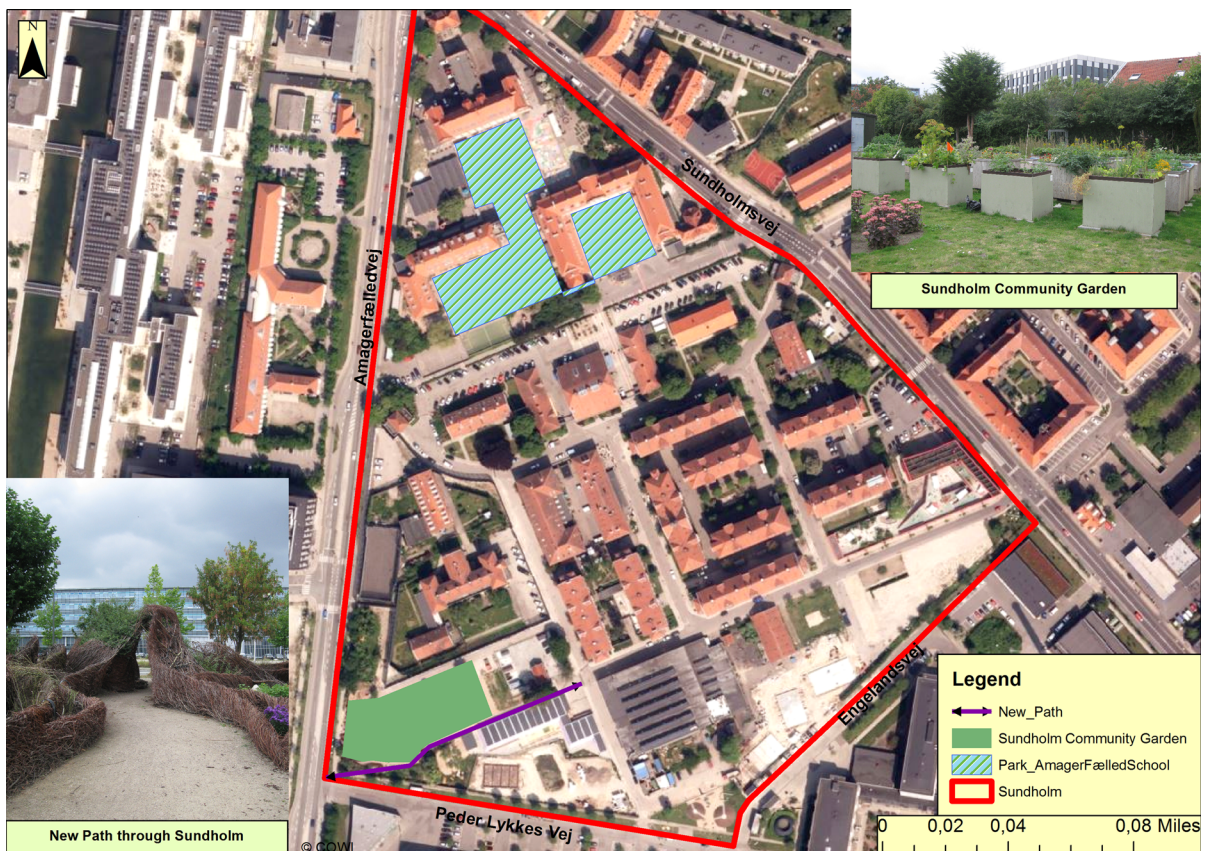 N
Sundholmsvej
Sundholm Community Garden
Amagerfælledvej
Engelandsvej
Legend
New_Path
Sundholm Community Garden
Park_AmagerFælledSchool
Sundholm
Peder Lykkes Vej
New Path through Sundholm
© COWI
0 0,02 0,04 0,08 Miles